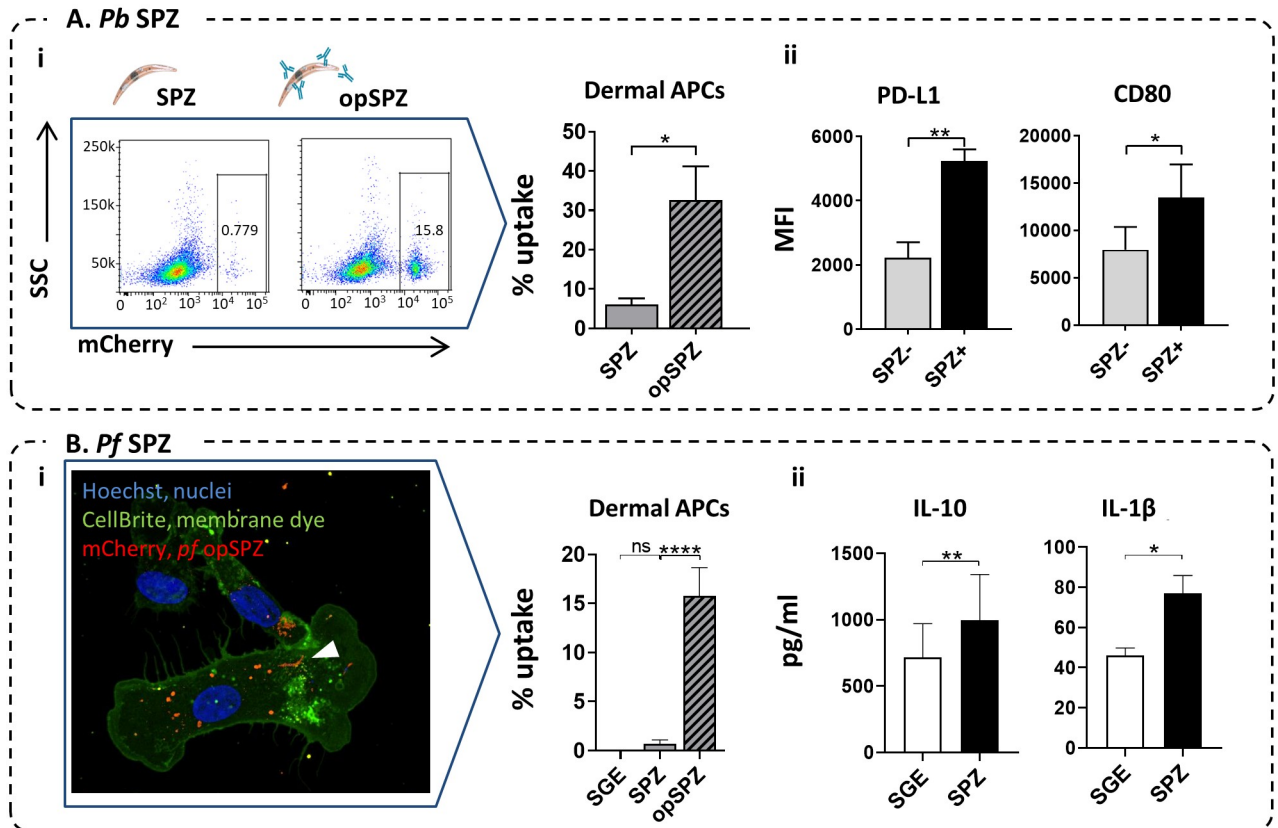 A. Pb SPZ
i
SPZ
opSPZ
250k
150k
50k
0.779
15.8
0 10² 10³ 10⁴ 10⁵
0 10² 10³ 10⁴ 10⁵
SSC
mCherry
Dermal APCs
% uptake
50
40
30
20
10
0
*
SPZ
opSPZ
ii
PD-L1
MFI
6000
4000
2000
0
**
SPZ-
SPZ+
CD80
20000
15000
10000
5000
0
*
SPZ-
SPZ+
B. Pf SPZ
i
Hoechst, nuclei
CellBrite, membrane dye
mCherry, pf opSPZ
Dermal APCs
% uptake
20
15
10
5
0
ns ****
SGE
SPZ
opSPZ
ii
IL-10
pg/ml
1500
1000
500
0
**
SGE
SPZ
IL-1β
100
80
60
40
20
0
*
SGE
SPZ